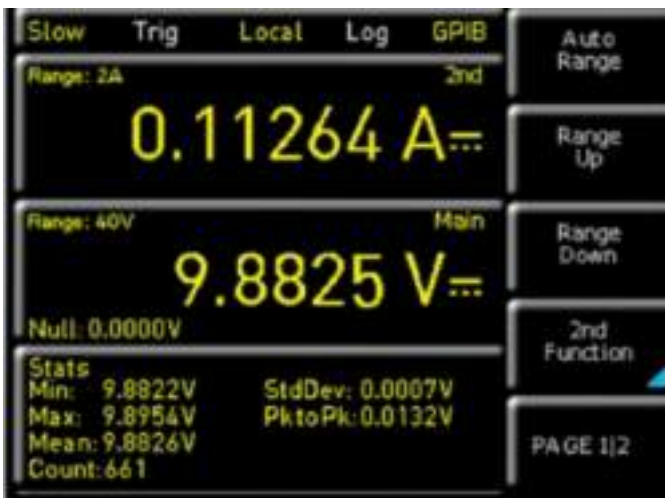 Slow Trig Local Log GPIB
Range: 2A 2nd
0.11264 A
Range: 40V Main
9.8825 V
Null: 0.0000V
Stats
Min: 9.8822V StdDev: 0.0007V
Max: 9.8954V PktoPk: 0.0132V
Mean: 9.8826V
Count: 661
Auto
Range
Range
Up
Range
Down
2nd
Function
PAGE 1|2